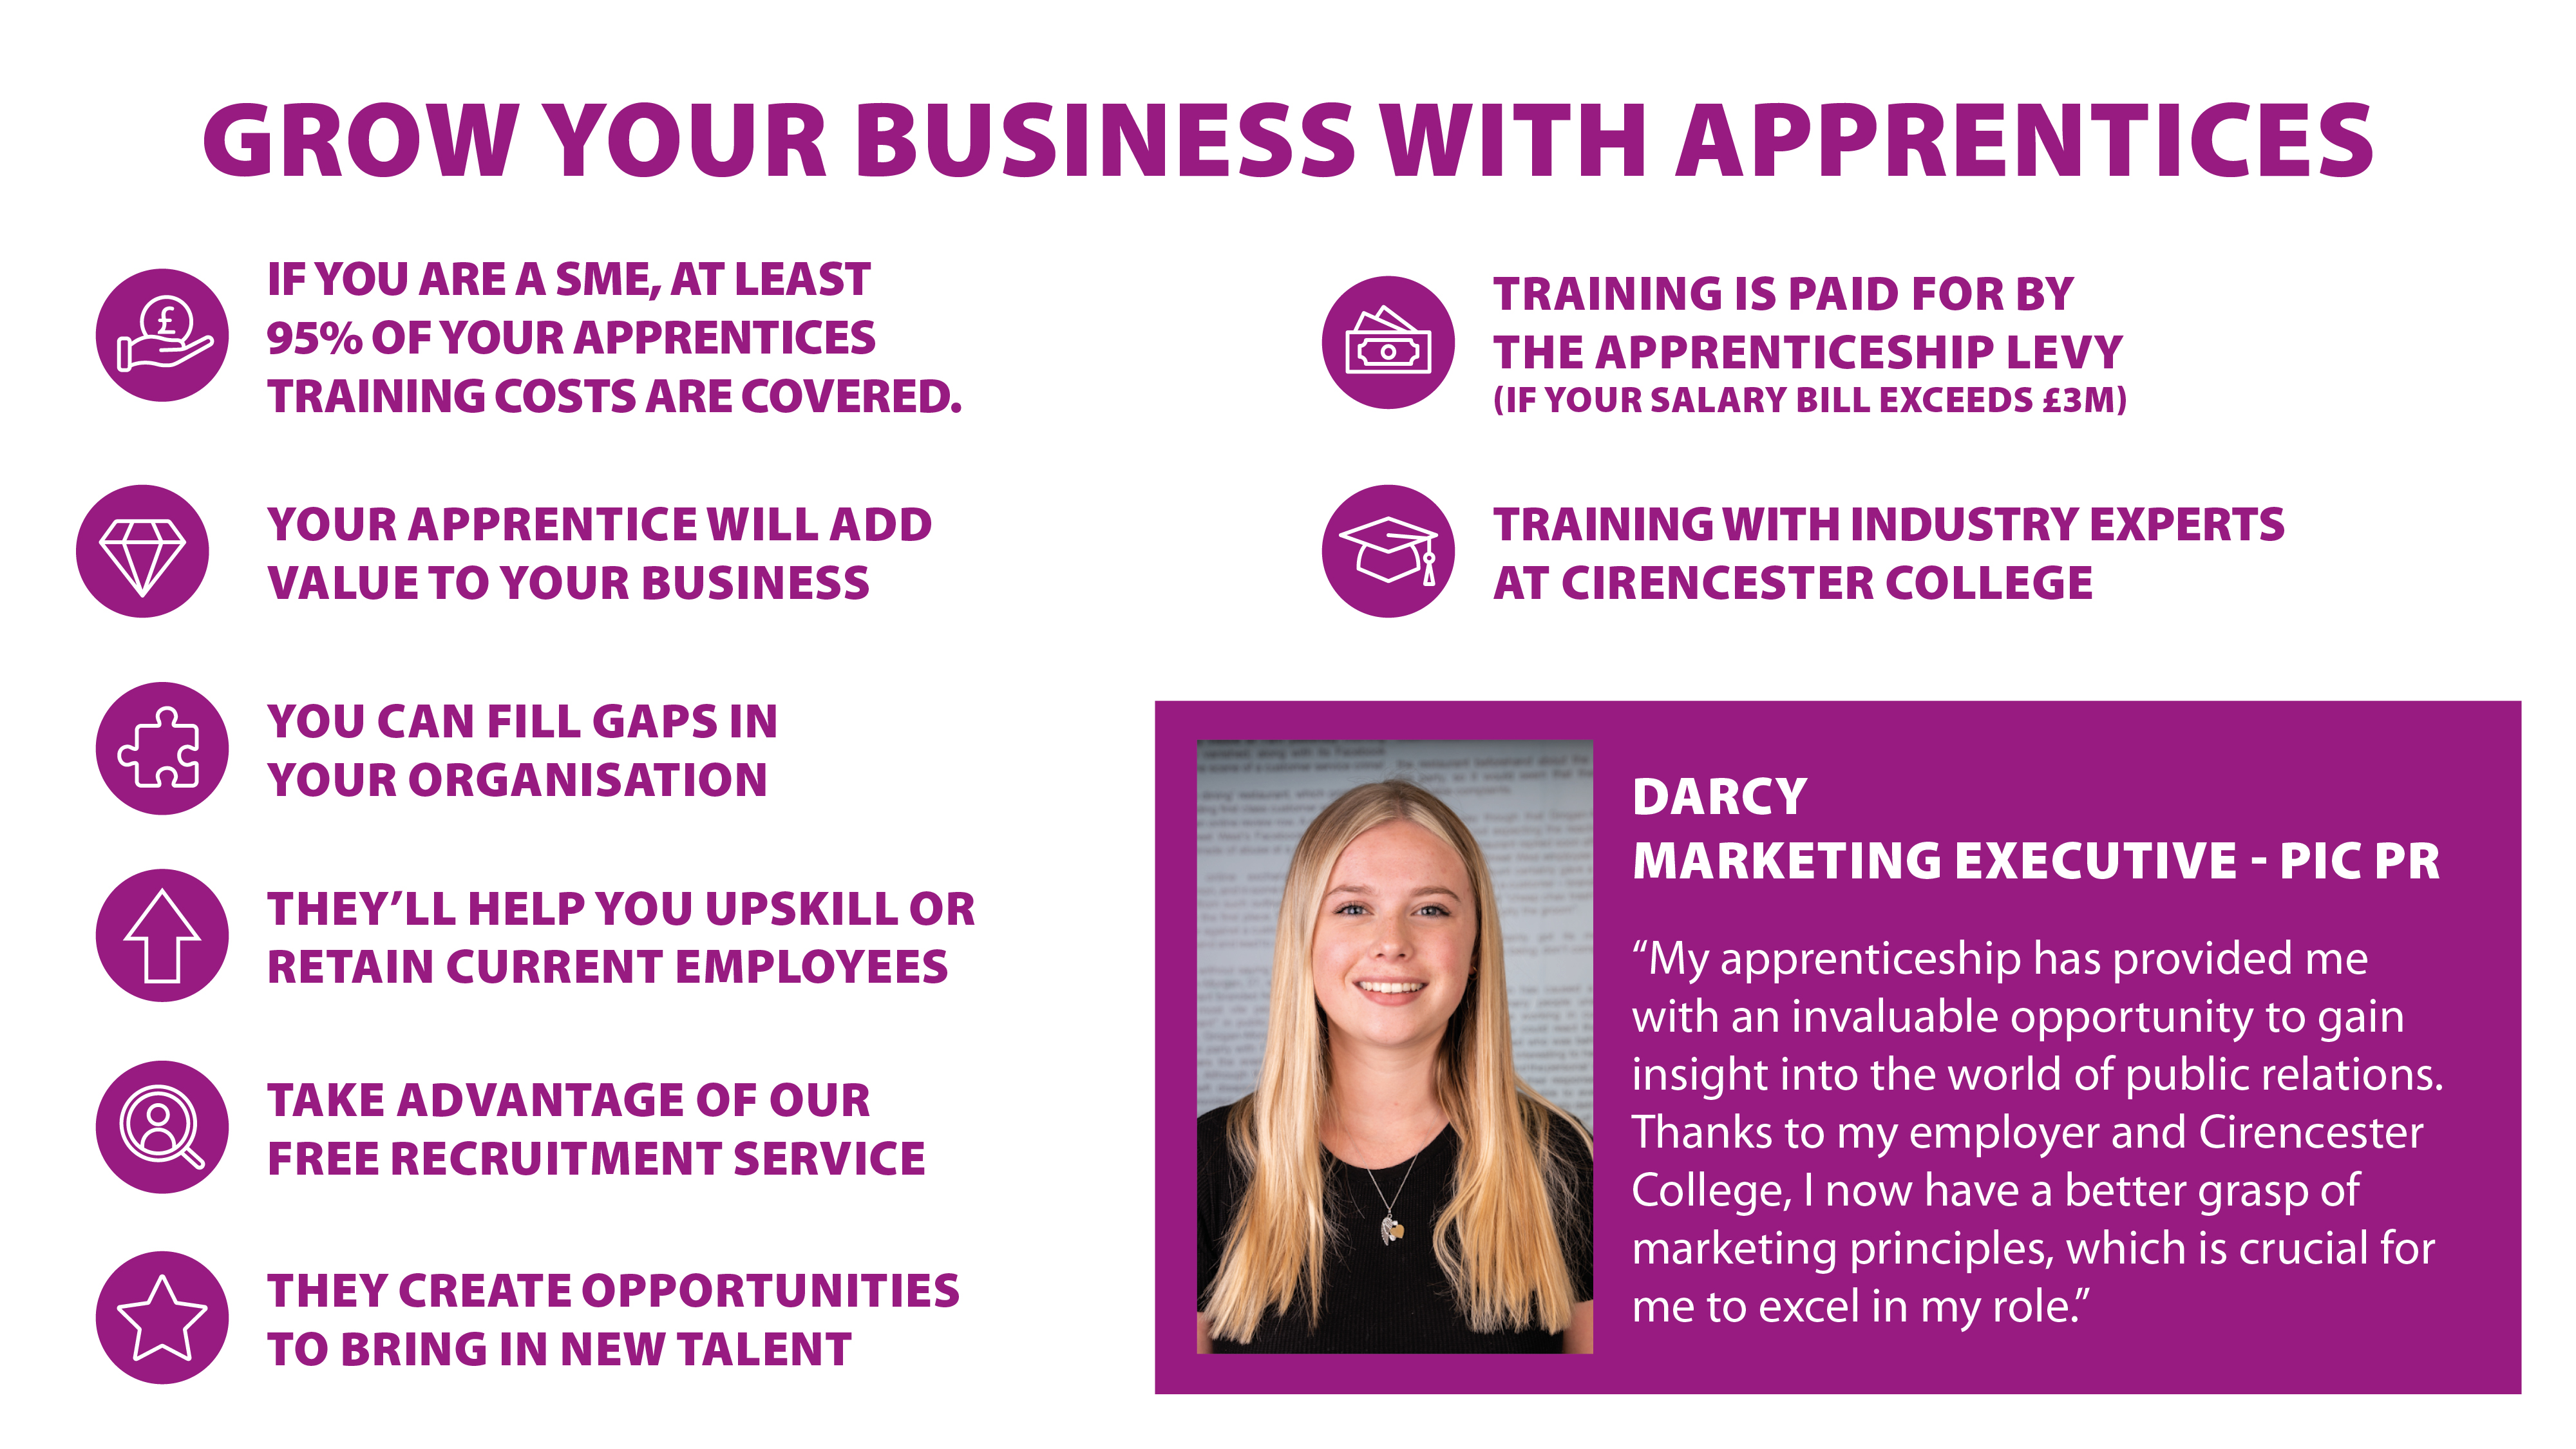 GROW YOUR BUSINESS WITH APPRENTICES
£
IF YOU ARE A SME, AT LEAST
95% OF YOUR APPRENTICES
TRAINING COSTS ARE COVERED.
YOUR APPRENTICE WILL ADD
VALUE TO YOUR BUSINESS
YOU CAN FILL GAPS IN
YOUR ORGANISATION
THEY’LL HELP YOU UPSKILL OR
RETAIN CURRENT EMPLOYEES
TAKE ADVANTAGE OF OUR
FREE RECRUITMENT SERVICE
THEY CREATE OPPORTUNITIES
TO BRING IN NEW TALENT
TRAINING IS PAID FOR BY
THE APPRENTICESHIP LEVY
(IF YOUR SALARY BILL EXCEEDS £3M)
TRAINING WITH INDUSTRY EXPERTS
AT CIRENCESTER COLLEGE
DARCY
MARKETING EXECUTIVE - PIC PR
“My apprenticeship has provided me
with an invaluable opportunity to gain
insight into the world of public relations.
Thanks to my employer and Cirencester
College, I now have a better grasp of
marketing principles, which is crucial for
me to excel in my role.”